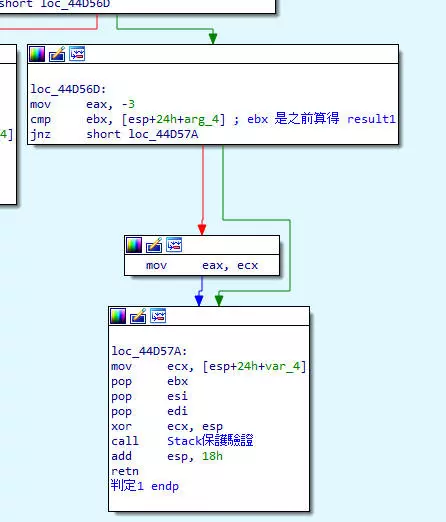 short loc_44D56D
4]
loc_44D56D:
mov eax, -3
cmp ebx, [esp+24h+arg_4] ; ebx 是之前算得 result1
jnz short loc_44D57A
mov eax, ecx
loc_44D57A:
mov ecx, [esp+24h+var_4]
pop ebx
pop esi
pop edi
xor ecx, esp
call Stack保護驗證
add esp, 18h
retn
判定1 endp